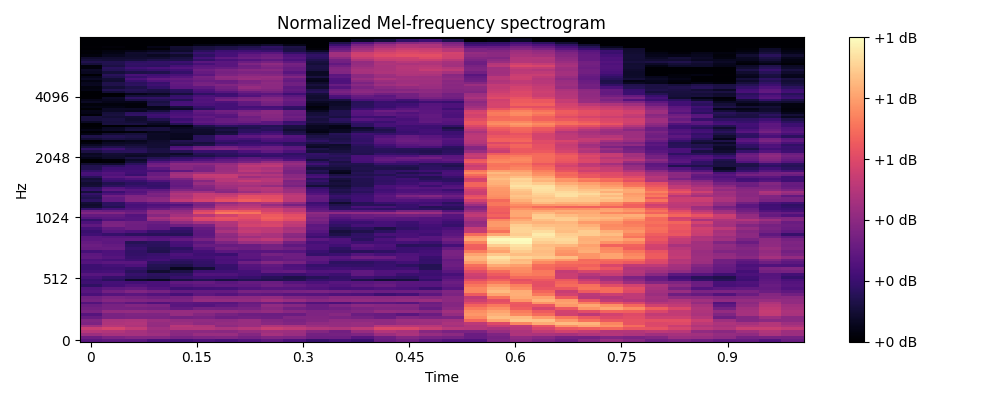 Normalized Mel-frequency spectrogram
+1 dB
+1 dB
+1 dB
+0 dB
+0 dB
+0 dB
4096
2048
1024
512
0
Hz
0
0.15
0.3
0.45
0.6
0.75
0.9
Time